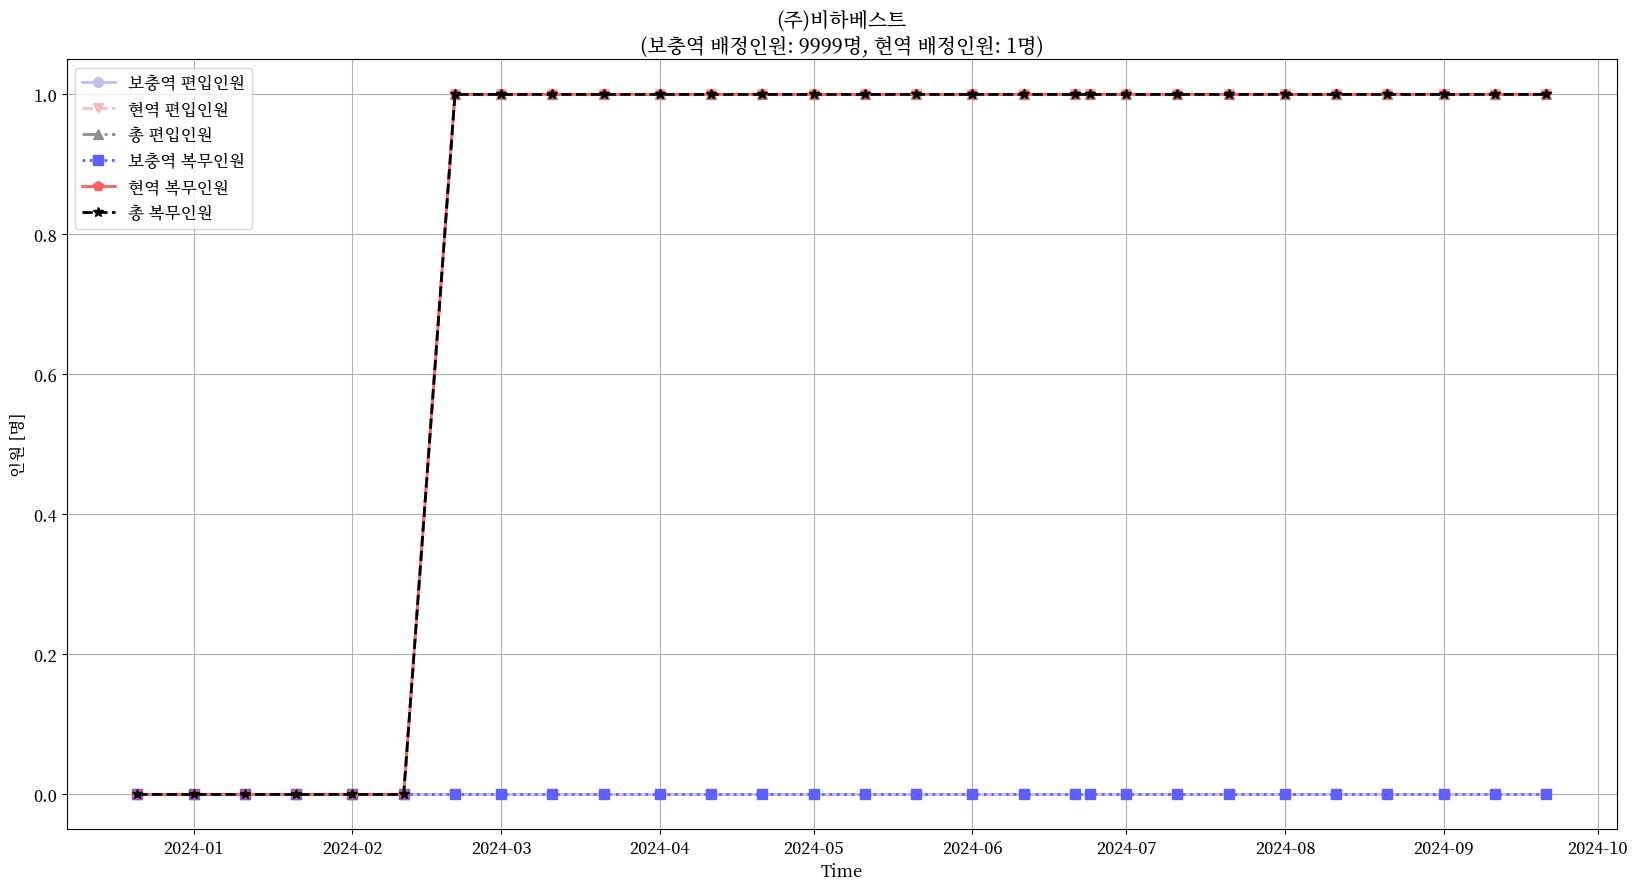 (주)비하베스트
(보충역 배정인원: 9999명, 현역 배정인원: 1명)
보충역 편입인원
현역 편입인원
총 편입인원
보충역 복무인원
현역 복무인원
총 복무인원
1.0
0.8
0.6
0.4
0.2
0.0
인원 [명]
2024-01
2024-02
2024-03
2024-04
2024-05
2024-06
2024-07
2024-08
2024-09
2024-10
Time